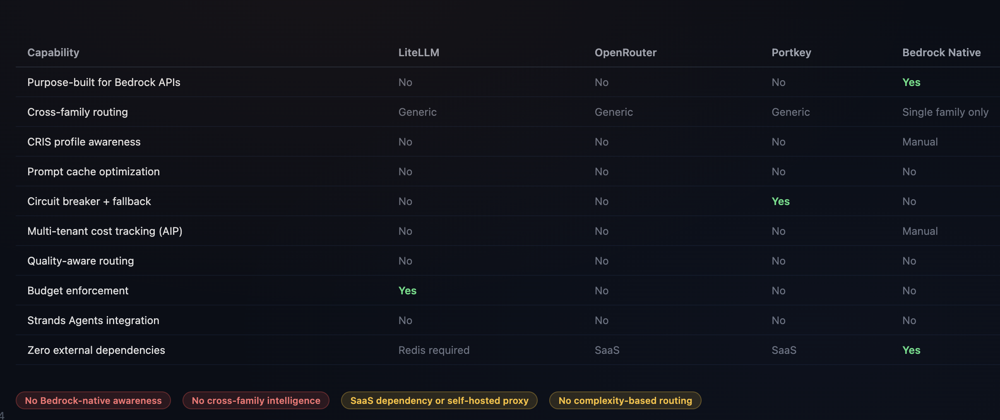 Capability LiteLLM OpenRouter Portkey Bedrock Native
Purpose-built for Bedrock APIs No No No Yes
Cross-family routing Generic Generic Generic Single family only
CRIS profile awareness No No No Manual
Prompt cache optimization No No No No
Circuit breaker + fallback No No Yes No
Multi-tenant cost tracking (AIP) No No No Manual
Quality-aware routing No No No No
Budget enforcement Yes No No No
Strands Agents integration No No No No
Zero external dependencies Redis required SaaS SaaS Yes
No Bedrock-native awareness No cross-family intelligence SaaS dependency or self-hosted proxy No complexity-based routing
4